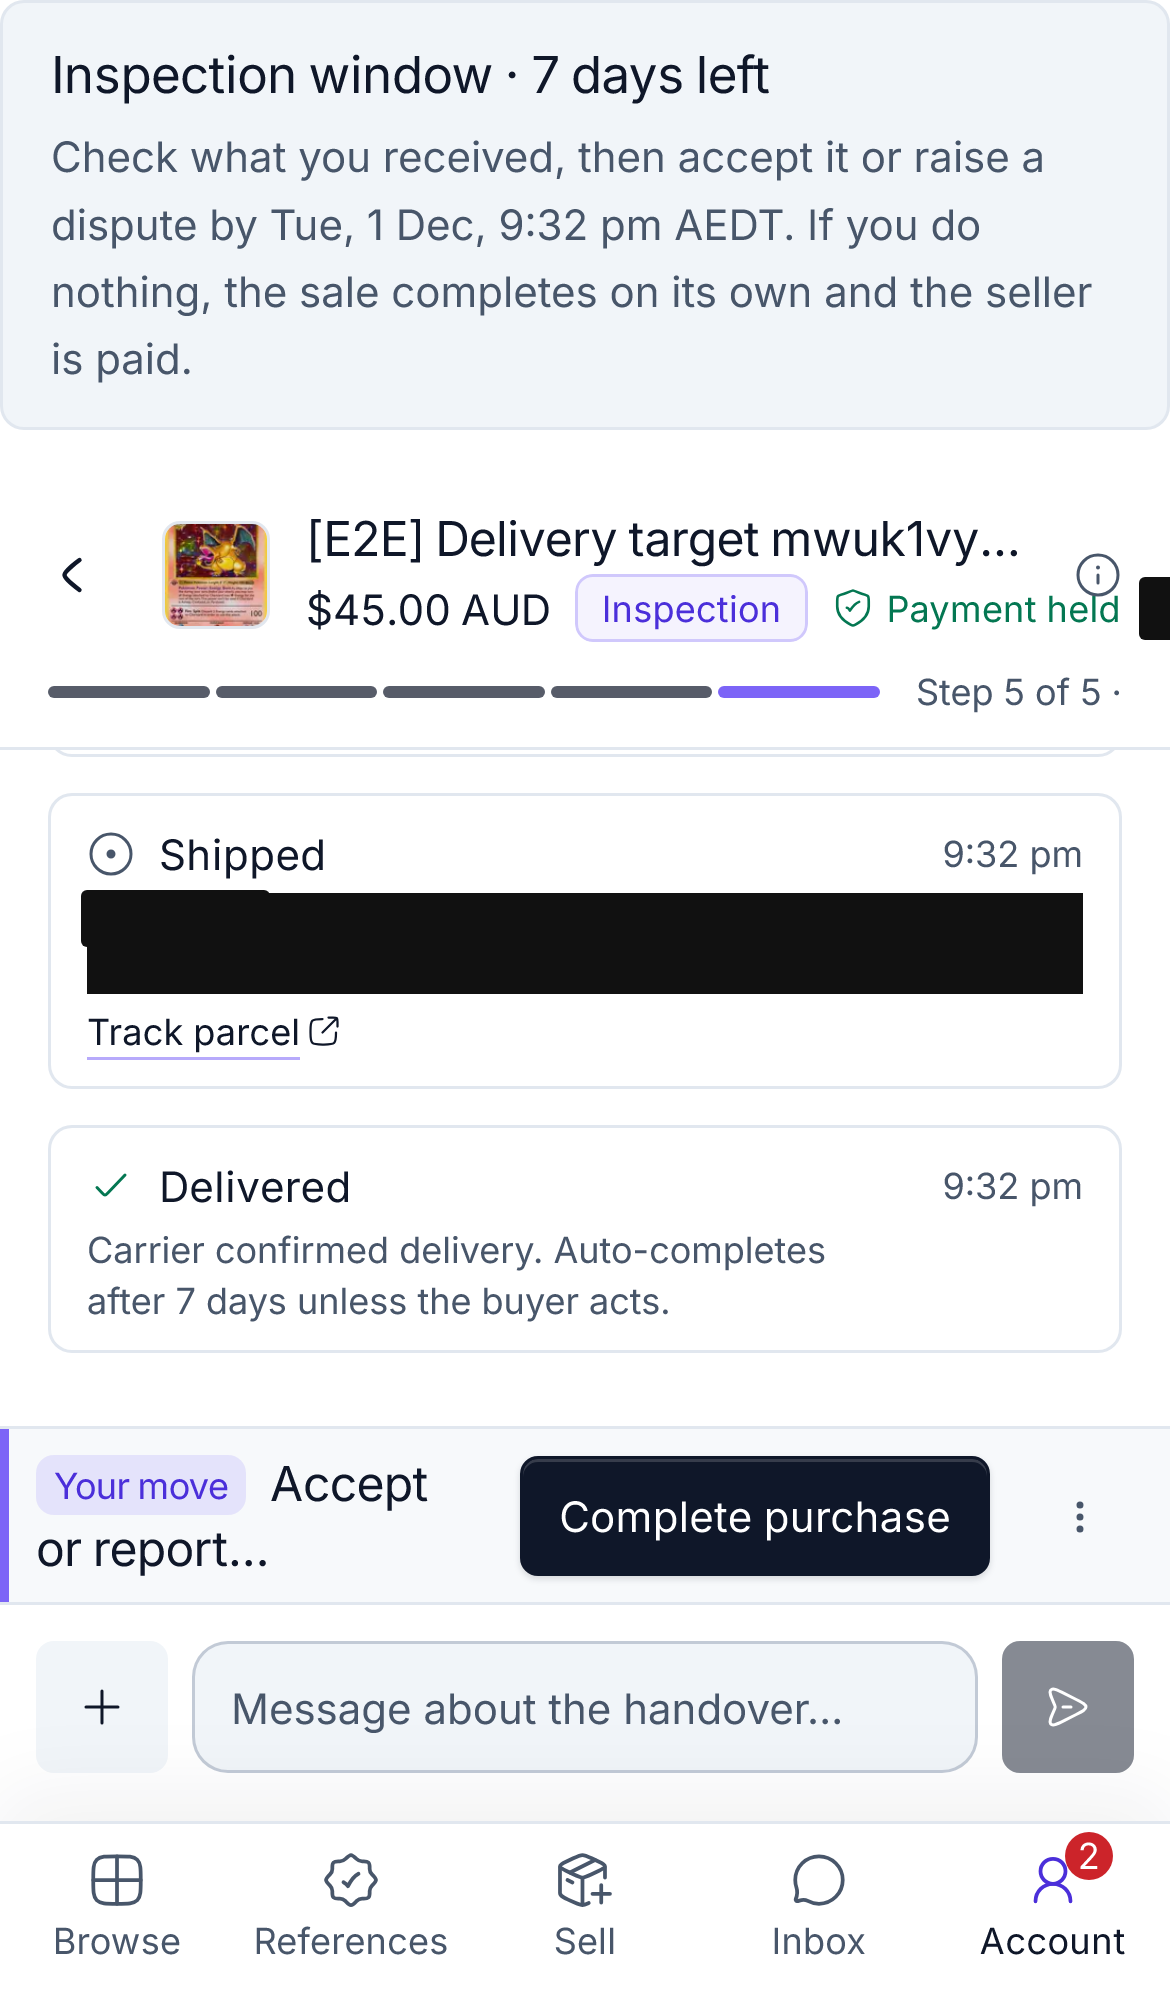 Inspection window · 7 days left
Check what you received, then accept it or raise a
dispute by Tue, 1 Dec, 9:32 pm AEDT. If you do
nothing, the sale completes on its own and the seller
is paid.
[E2E] Delivery target mwuk1vy...
$45.00 AUD Inspection Payment held
Step 5 of 5 ·
Shipped 9:32 pm
Track parcel
Delivered 9:32 pm
Carrier confirmed delivery. Auto-completes
after 7 days unless the buyer acts.
Your move Accept
or report...
Complete purchase
Message about the handover...
2
Browse References Sell Inbox Account